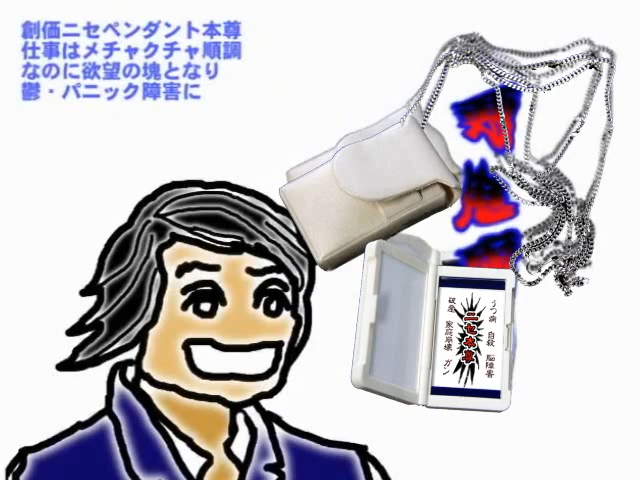 創価ニセペンダント本尊
仕事はメチャクチャ順調
なのに欲望の塊となり
鬱・パニック障害に
うつ病 自殺 脳障害
ニセ本尊
破産 家庭崩壊 ガン